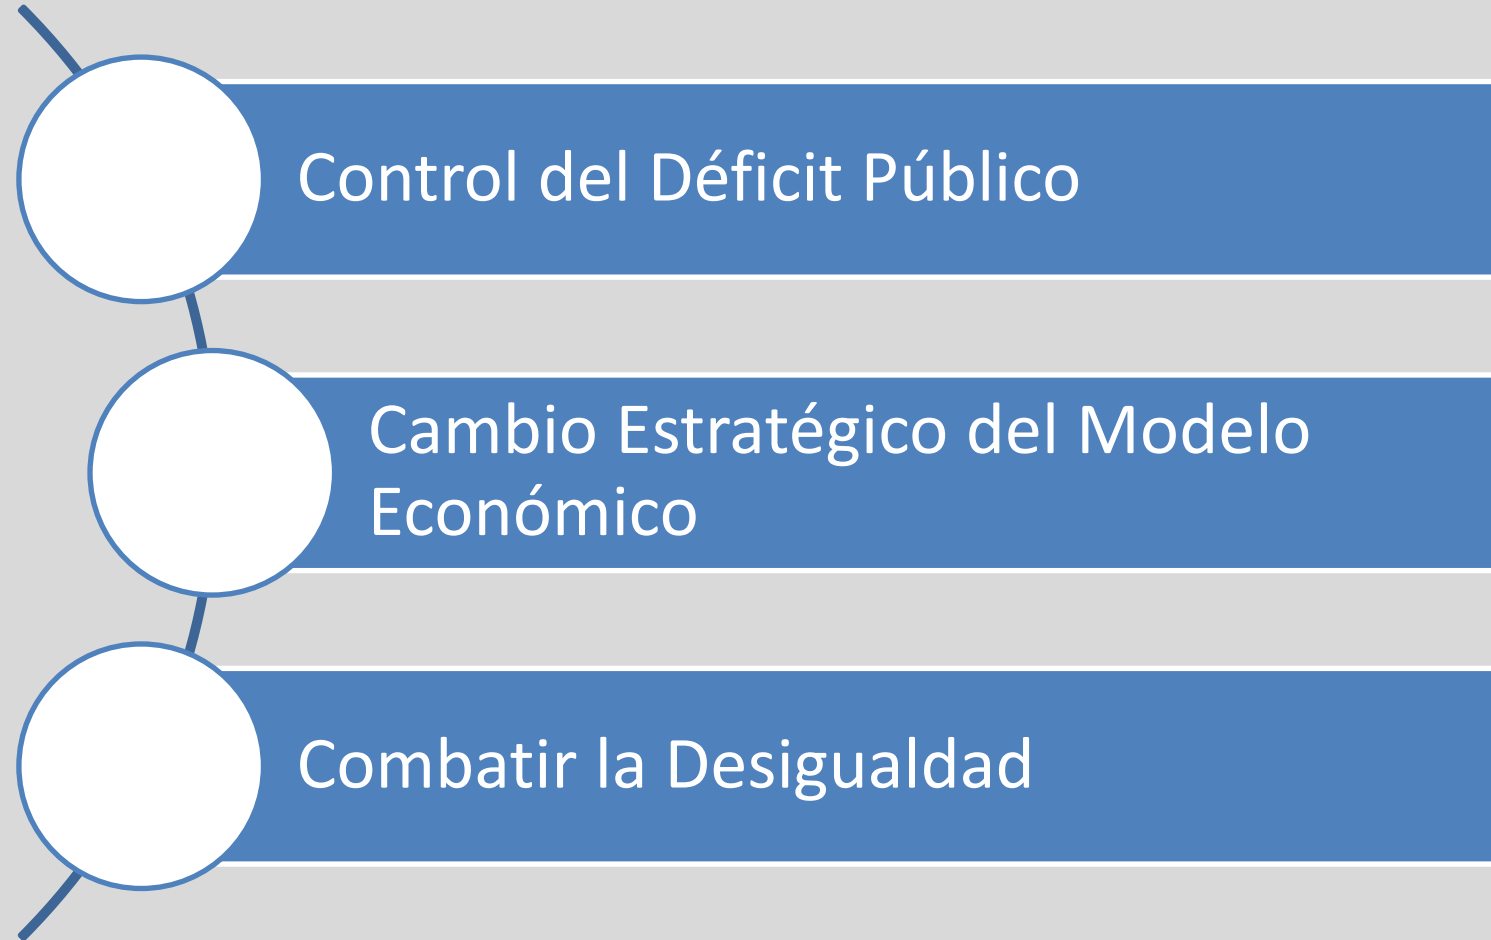 Control del Déficit Público
Cambio Estratégico del Modelo
Económico
Combatir la Desigualdad